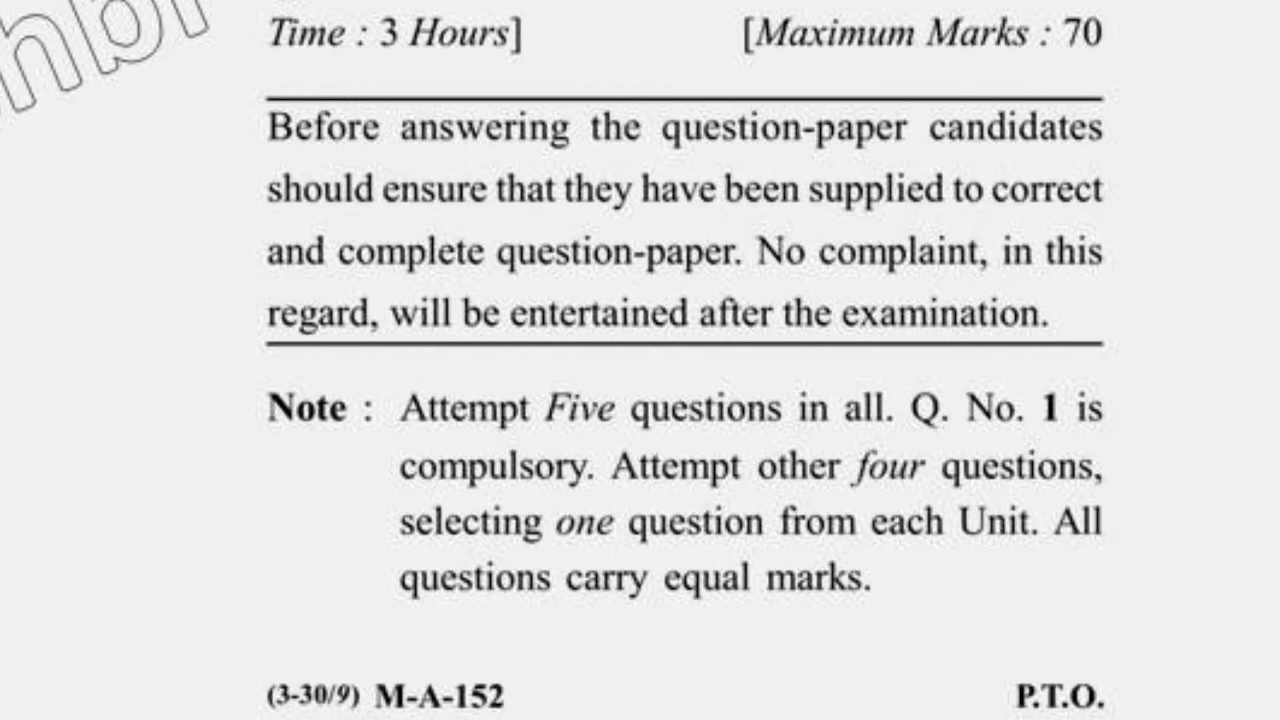 Time : 3 Hours] [Maximum Marks : 70
Before answering the question-paper candidates
should ensure that they have been supplied to correct
and complete question-paper. No complaint, in this
regard, will be entertained after the examination.
Note : Attempt Five questions in all. Q. No. 1 is
compulsory. Attempt other four questions,
selecting one question from each Unit. All
questions carry equal marks.
(3-30/9) M-A-152 P.T.O.